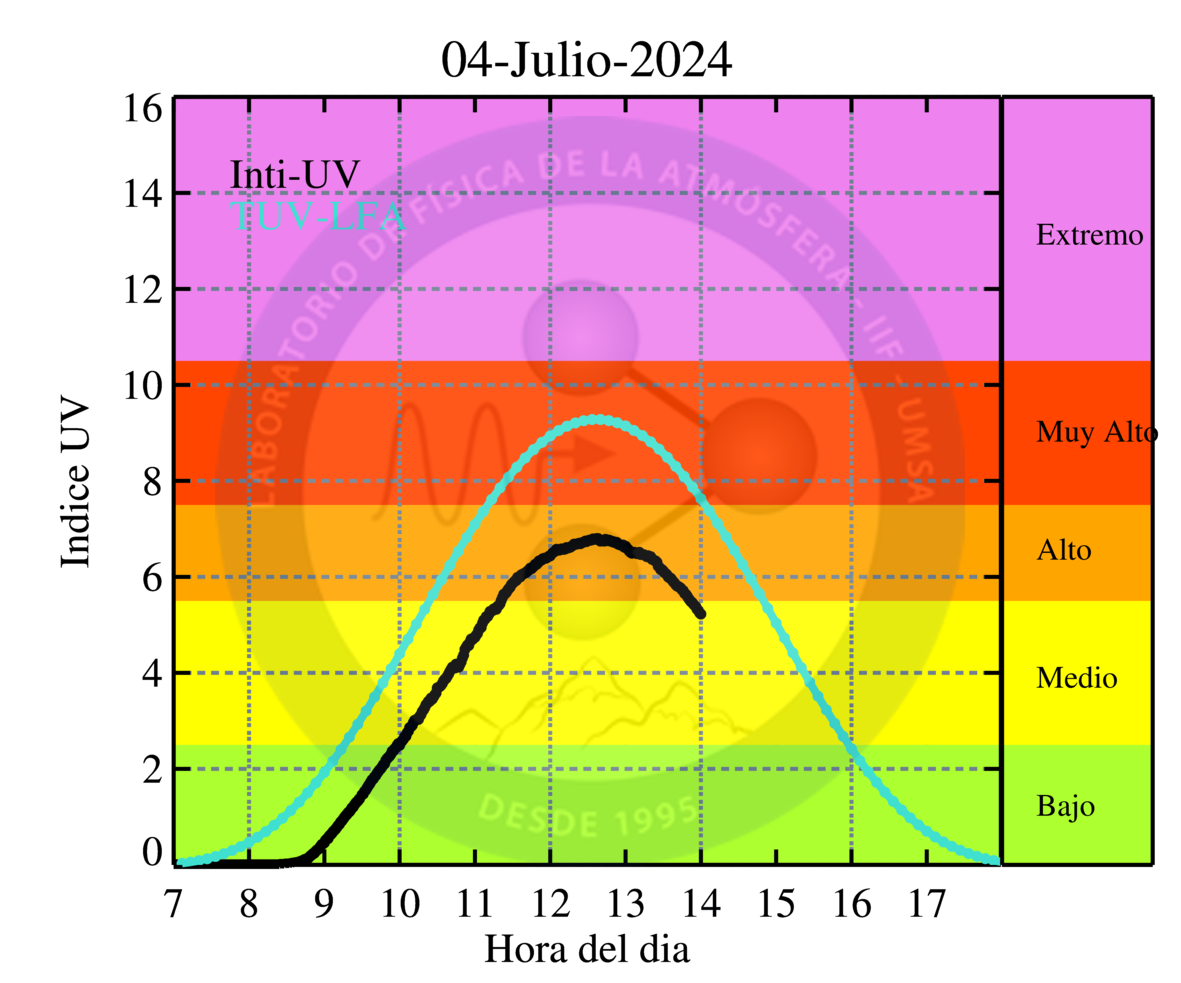 04-Julio-2024
16
14
12
10
8
6
4
2
0
Indice UV
Inti-UV
TUV-LFA
LABORATORIO DE FÍSICA DE LA ATMÓSFERA - IIF - UMSA
DESDE 1995
Extremo
Muy Alto
Alto
Medio
Bajo
7 8 9 10 11 12 13 14 15 16 17
Hora del dia